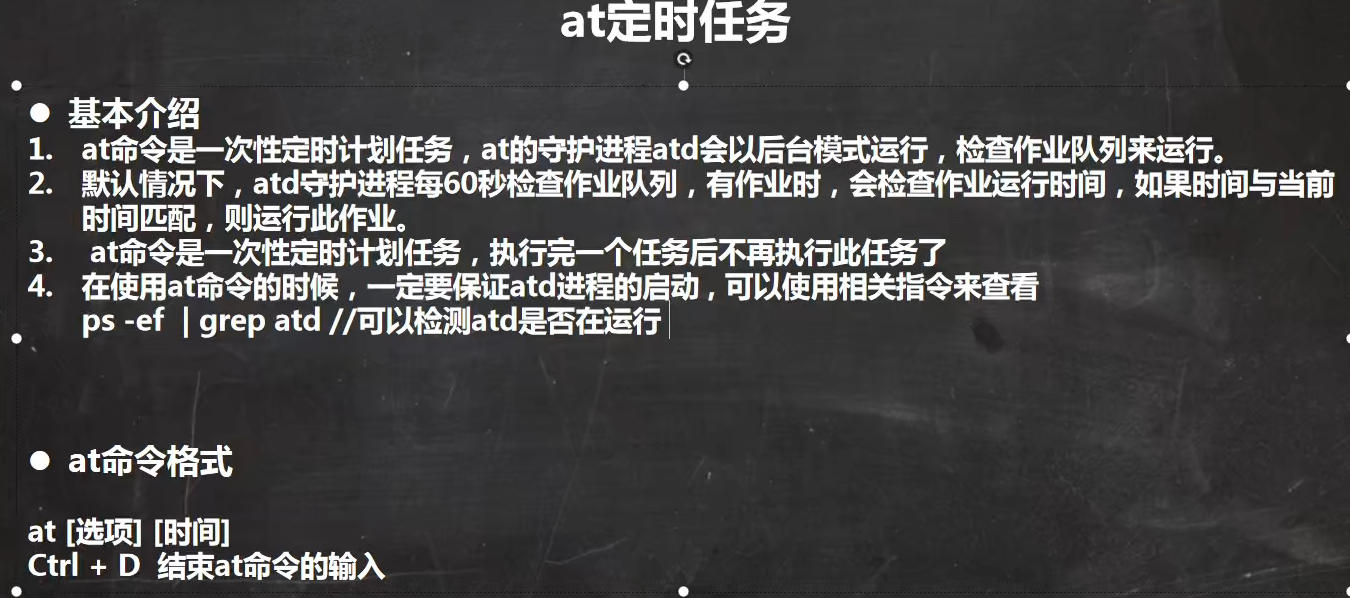 at定时任务
● 基本介绍
1. at命令是一次性定时计划任务，at的守护进程atd会以后台模式运行，检查作业队列来运行。
2. 默认情况下，atd守护进程每60秒检查作业队列，有作业时，会检查作业运行时间，如果时间与当前
时间匹配，则运行此作业。
3. at命令是一次性定时计划任务，执行完一个任务后不再执行此任务了
4. 在使用at命令的时候，一定要保证atd进程的启动，可以使用相关指令来查看
ps -ef | grep atd //可以检测atd是否在运行
● at命令格式
at [选项] [时间]
Ctrl + D 结束at命令的输入